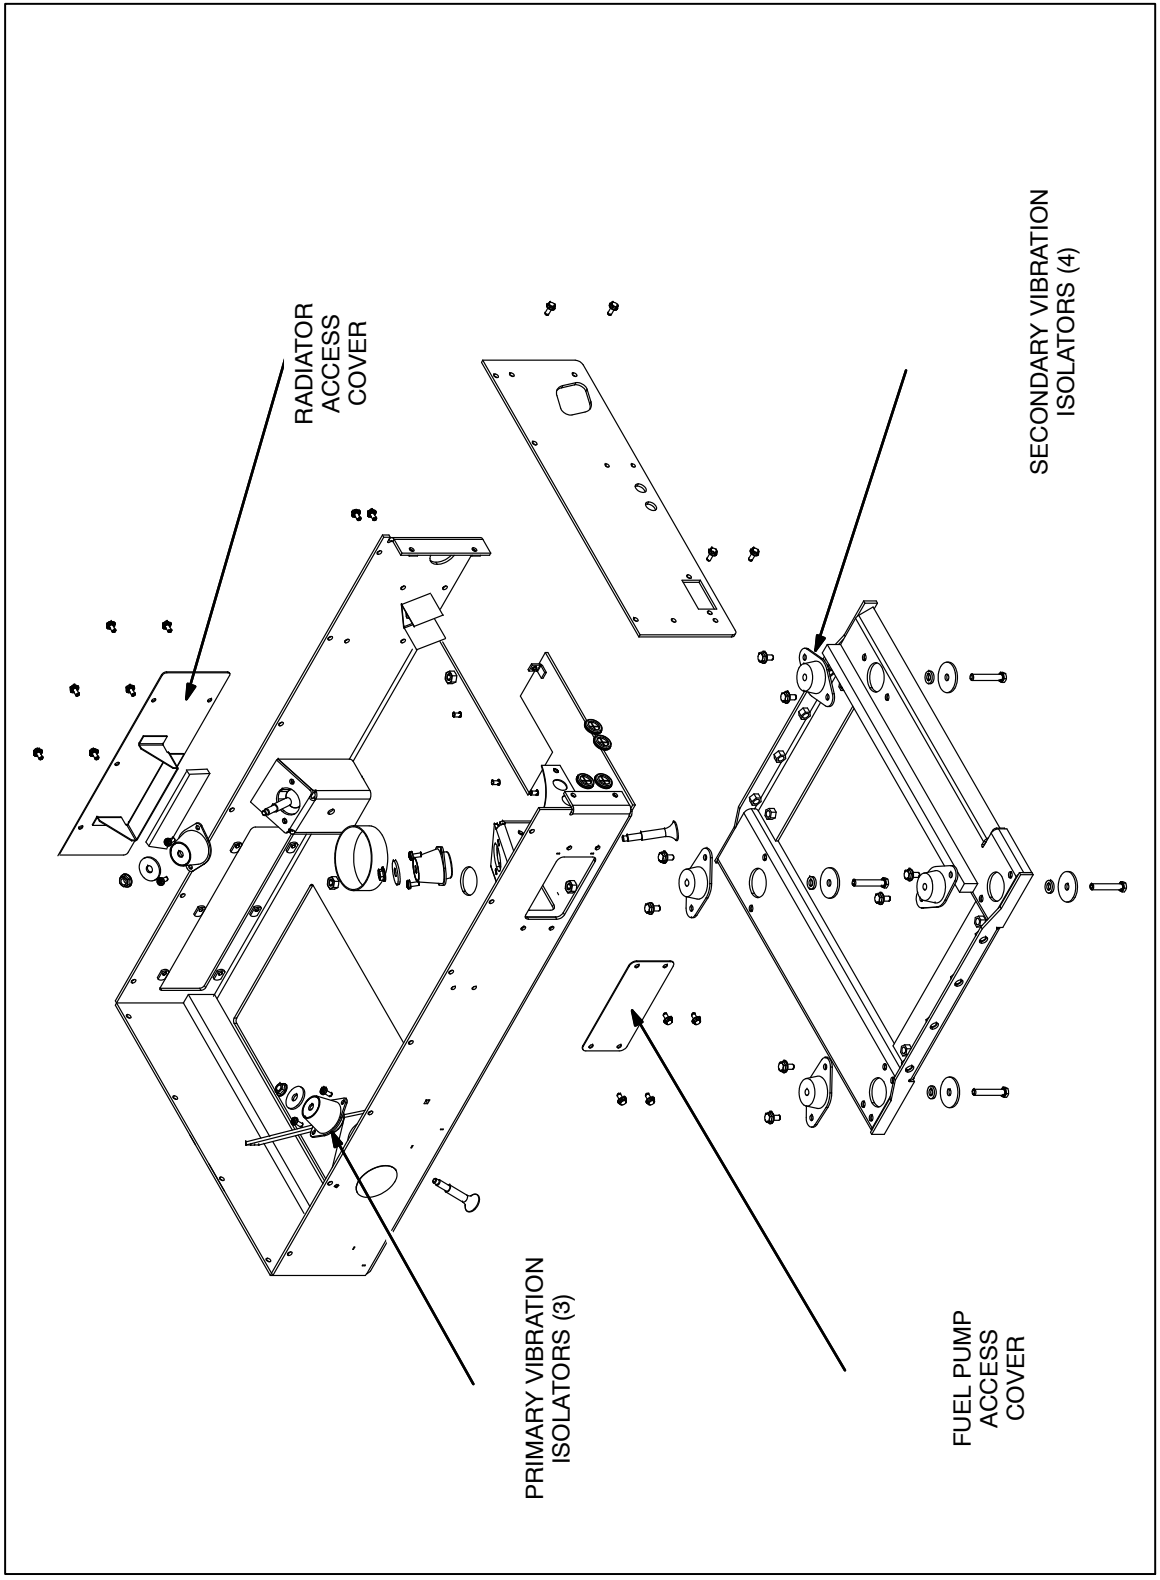 RADIATOR
ACCESS
COVER
SECONDARY VIBRATION
ISOLATORS (4)
PRIMARY VIBRATION
ISOLATORS (3)
FUEL PUMP
ACCESS
COVER